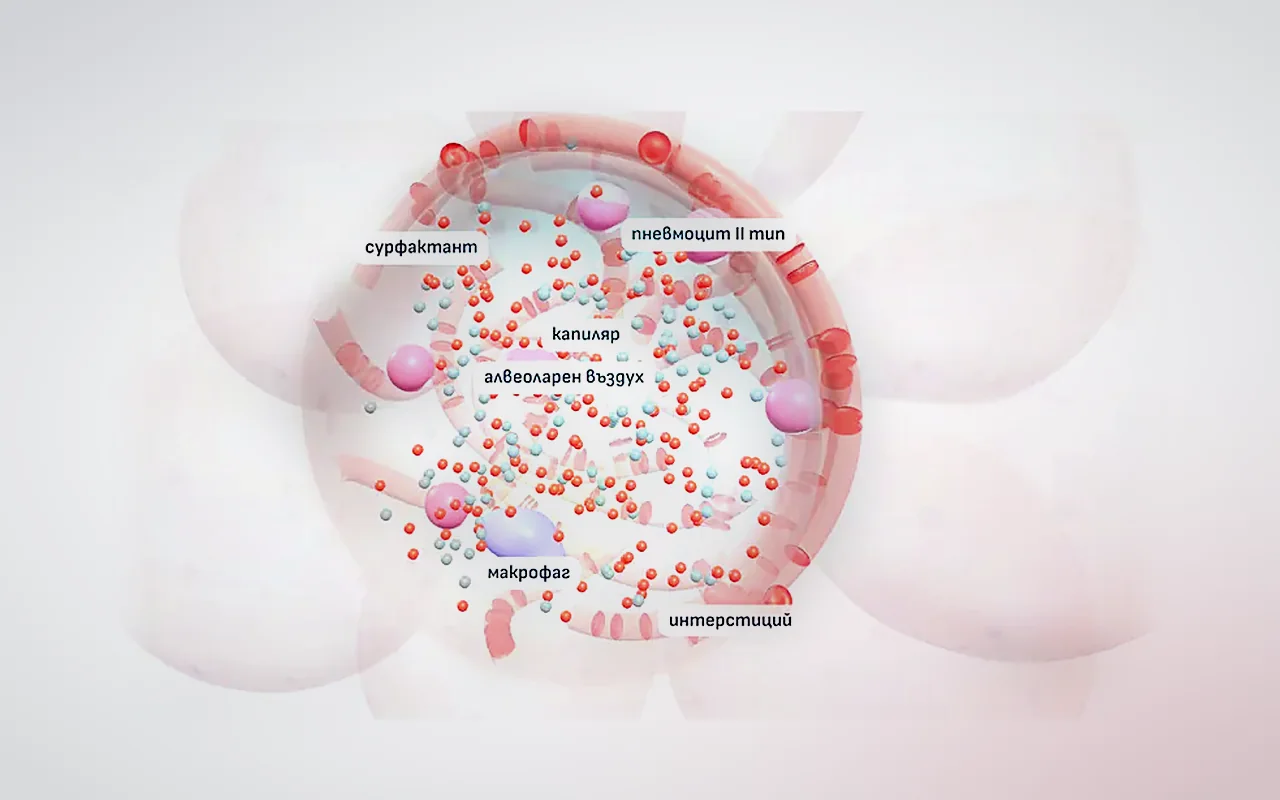 пневмоцит II тип
сурфактант
капиляр
алвеоларен въздух
макрофаг
интерстиций